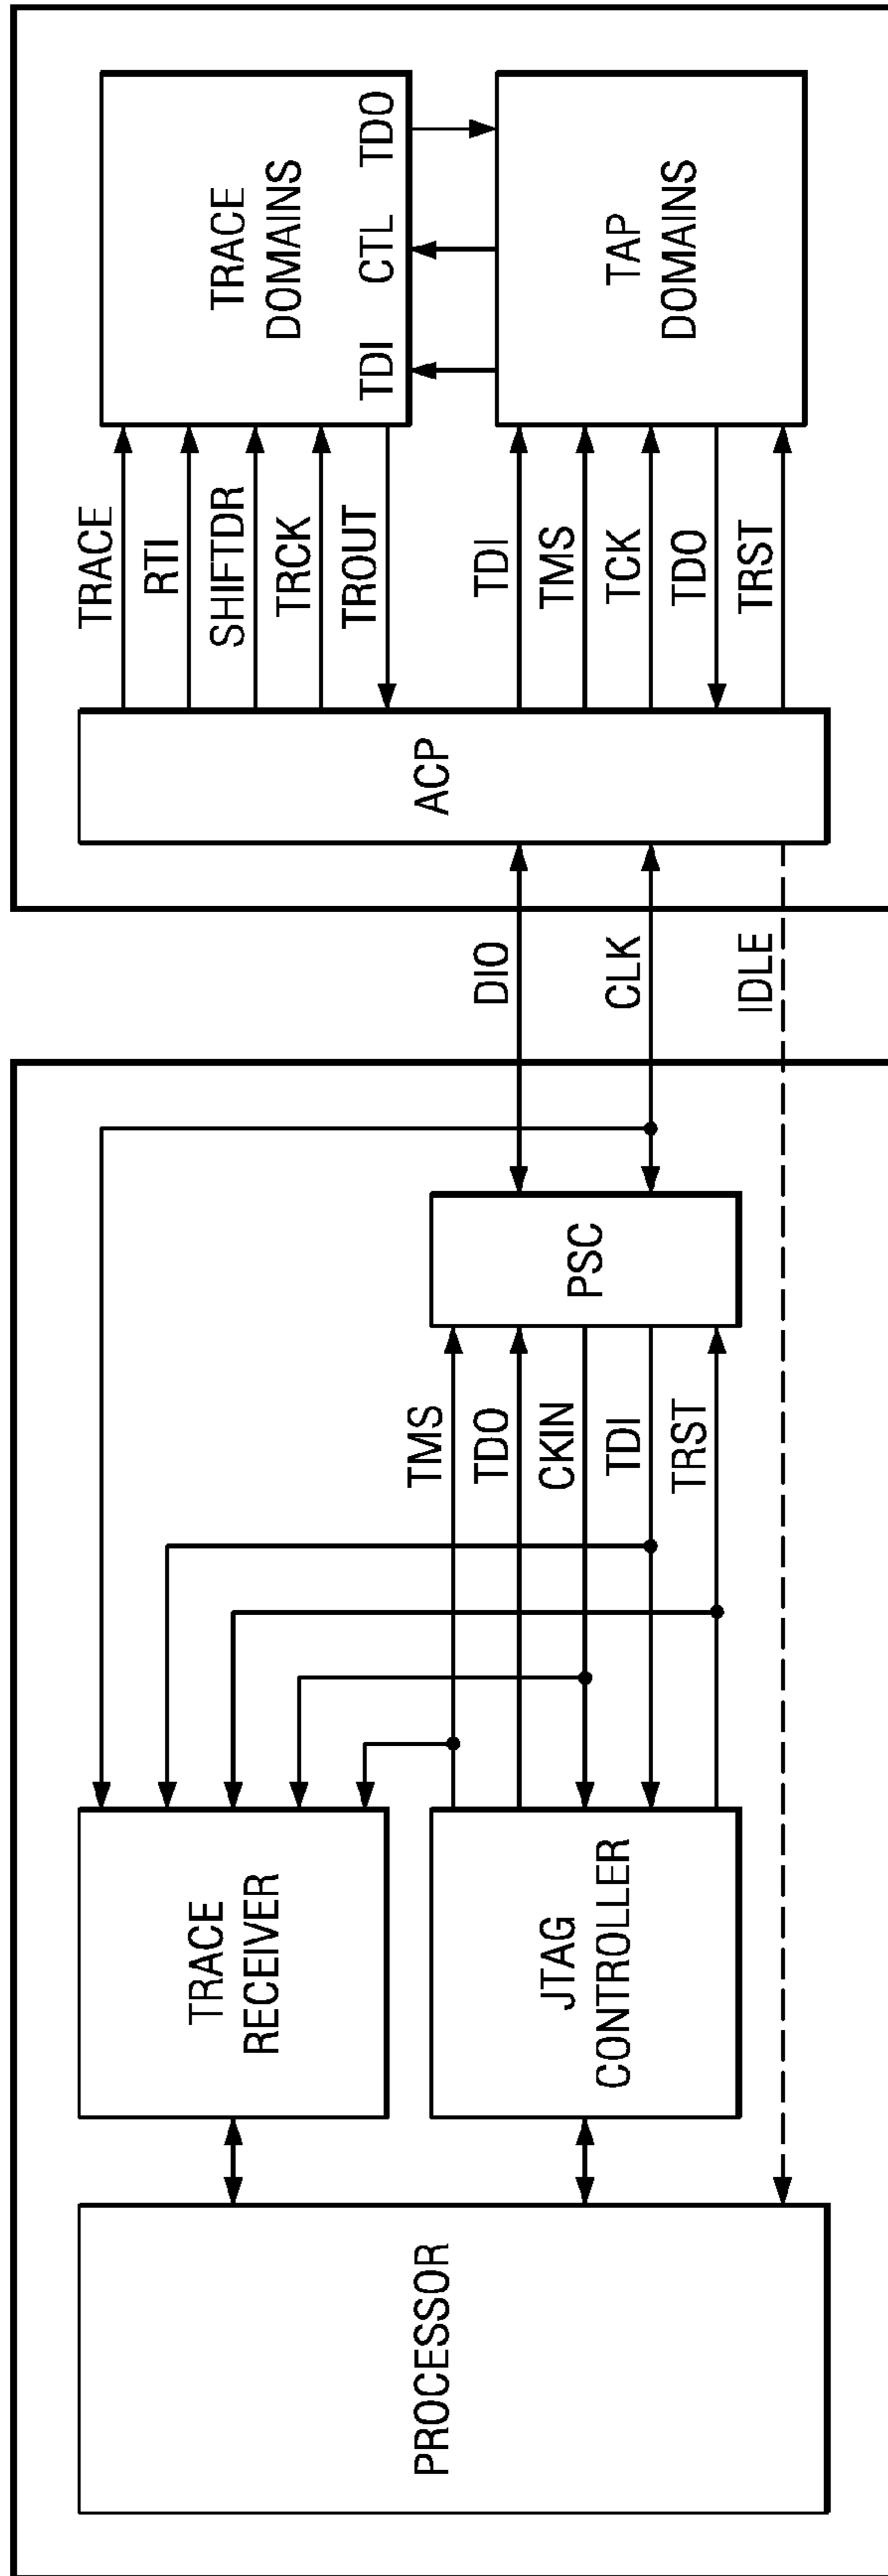 PROCESSOR
TRACE
RECEIVER
JTAG
CONTROLLER
TMS
TDO
CKIN
TDI
TRST
PSC
DIO
CLK
IDLE
ACP
TRACE
RTI
SHIFTDR
TRCK
TROUT
TDI
TMS
TCK
TDO
TRST
TRACE
DOMAINS
TDI CTL TDO
TAP
DOMAINS